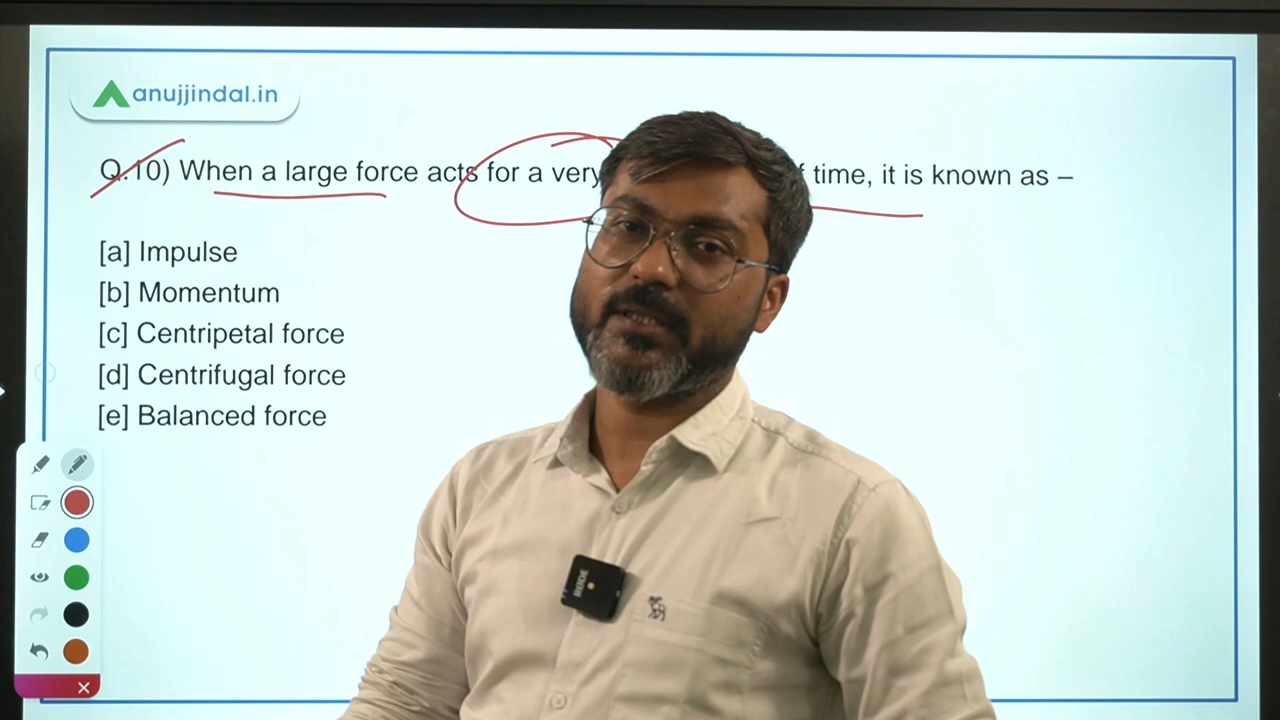 anujjindal.in
Q.10) When a large force acts for a very time, it is known as –
[a] Impulse
[b] Momentum
[c] Centripetal force
[d] Centrifugal force
[e] Balanced force
RØDE